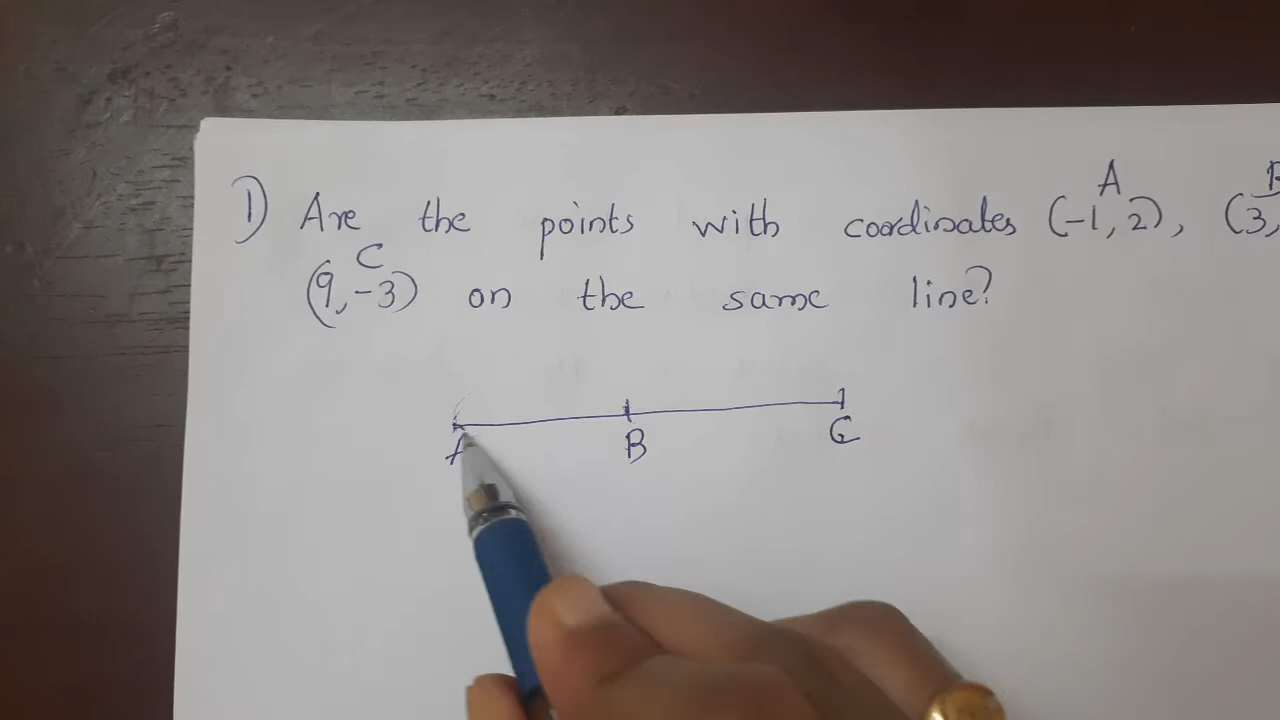 A B
1) Are the points with coordinates (-1, 2), (3,
C
(9, -3) on the same line?
A B C